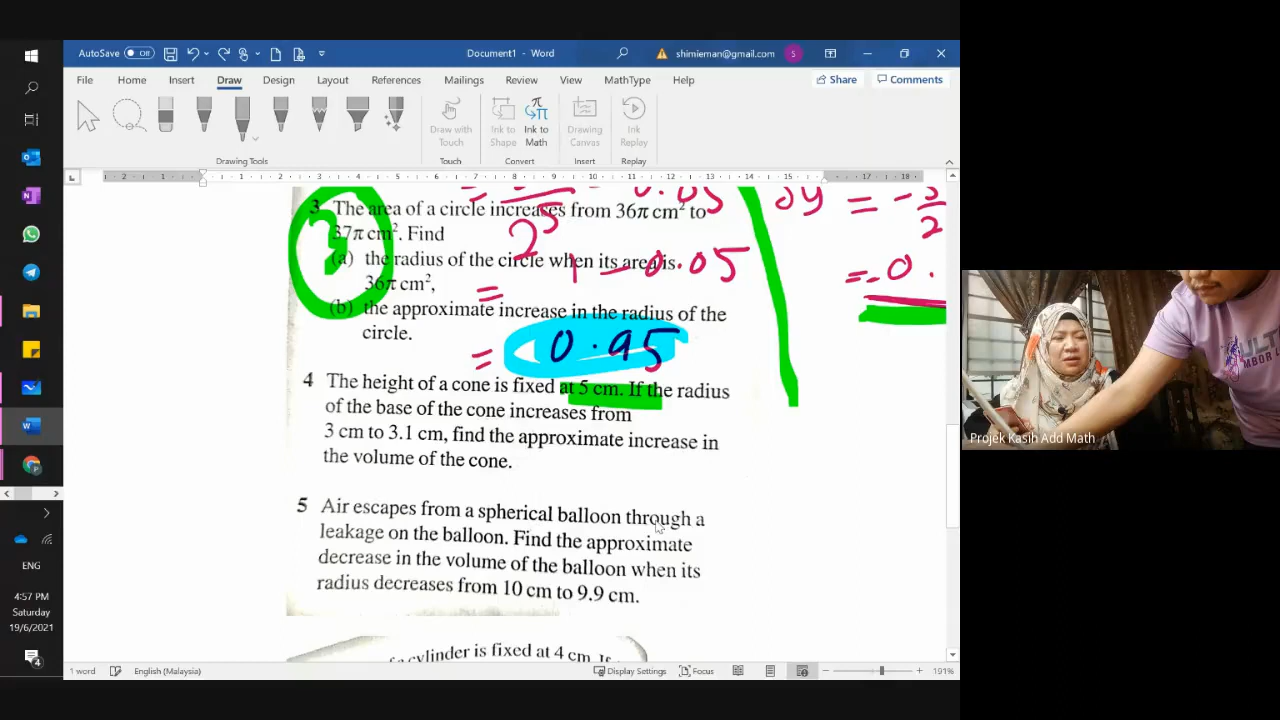 AutoSave Off
Document1 - Word
shimieman@gmail.com
S
File Home Insert Draw Design Layout References Mailings Review View MathType Help
Share Comments
Draw with Touch
Ink to Shape
Ink to Math
Drawing Canvas
Ink Replay
Drawing Tools
Touch
Convert
Insert
Replay
3 The area of a circle increases from 36π cm² to
37π cm². Find
(a) the radius of the circle when its area is
36π cm²,
(b) the approximate increase in the radius of the
circle.
3
= 1 - 0.05
= 0.95
4 The height of a cone is fixed at 5 cm. If the radius
of the base of the cone increases from
3 cm to 3.1 cm, find the approximate increase in
the volume of the cone.
5 Air escapes from a spherical balloon through a
leakage on the balloon. Find the approximate
decrease in the volume of the balloon when its
radius decreases from 10 cm to 9.9 cm.
cylinder is fixed at 4 cm. If
Projek Kasih Add Math
ENG
4:57 PM
Saturday
19/6/2021
4
1 word
English (Malaysia)
Display Settings
Focus
191%